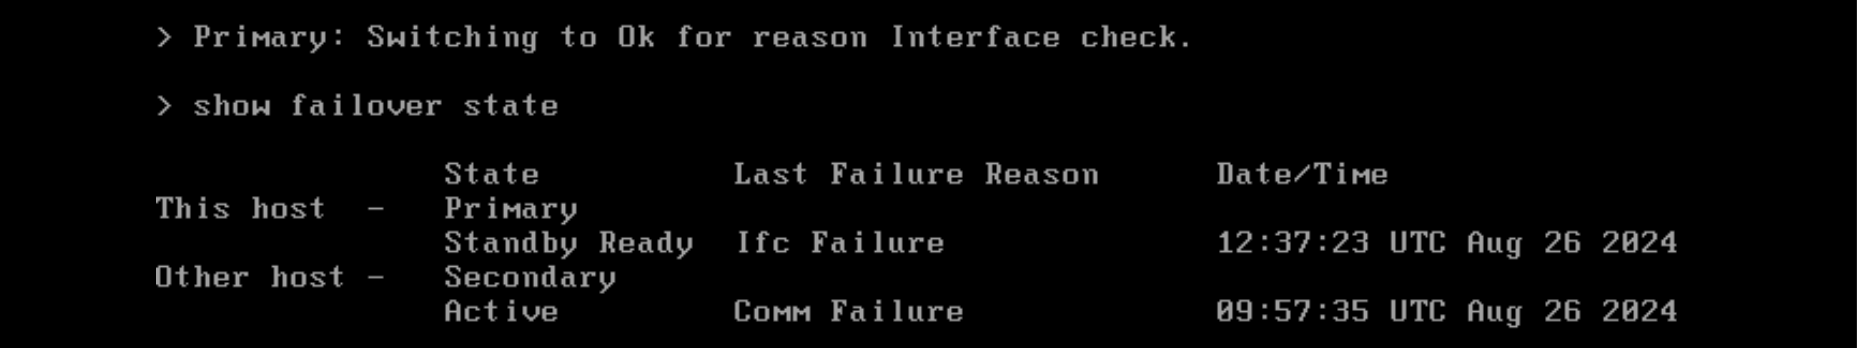 > Primary: Switching to Ok for reason Interface check.
> show failover state
State Last Failure Reason Date/Time
This host - Primary
Standby Ready Ifc Failure 12:37:23 UTC Aug 26 2024
Other host - Secondary
Active Comm Failure 09:57:35 UTC Aug 26 2024